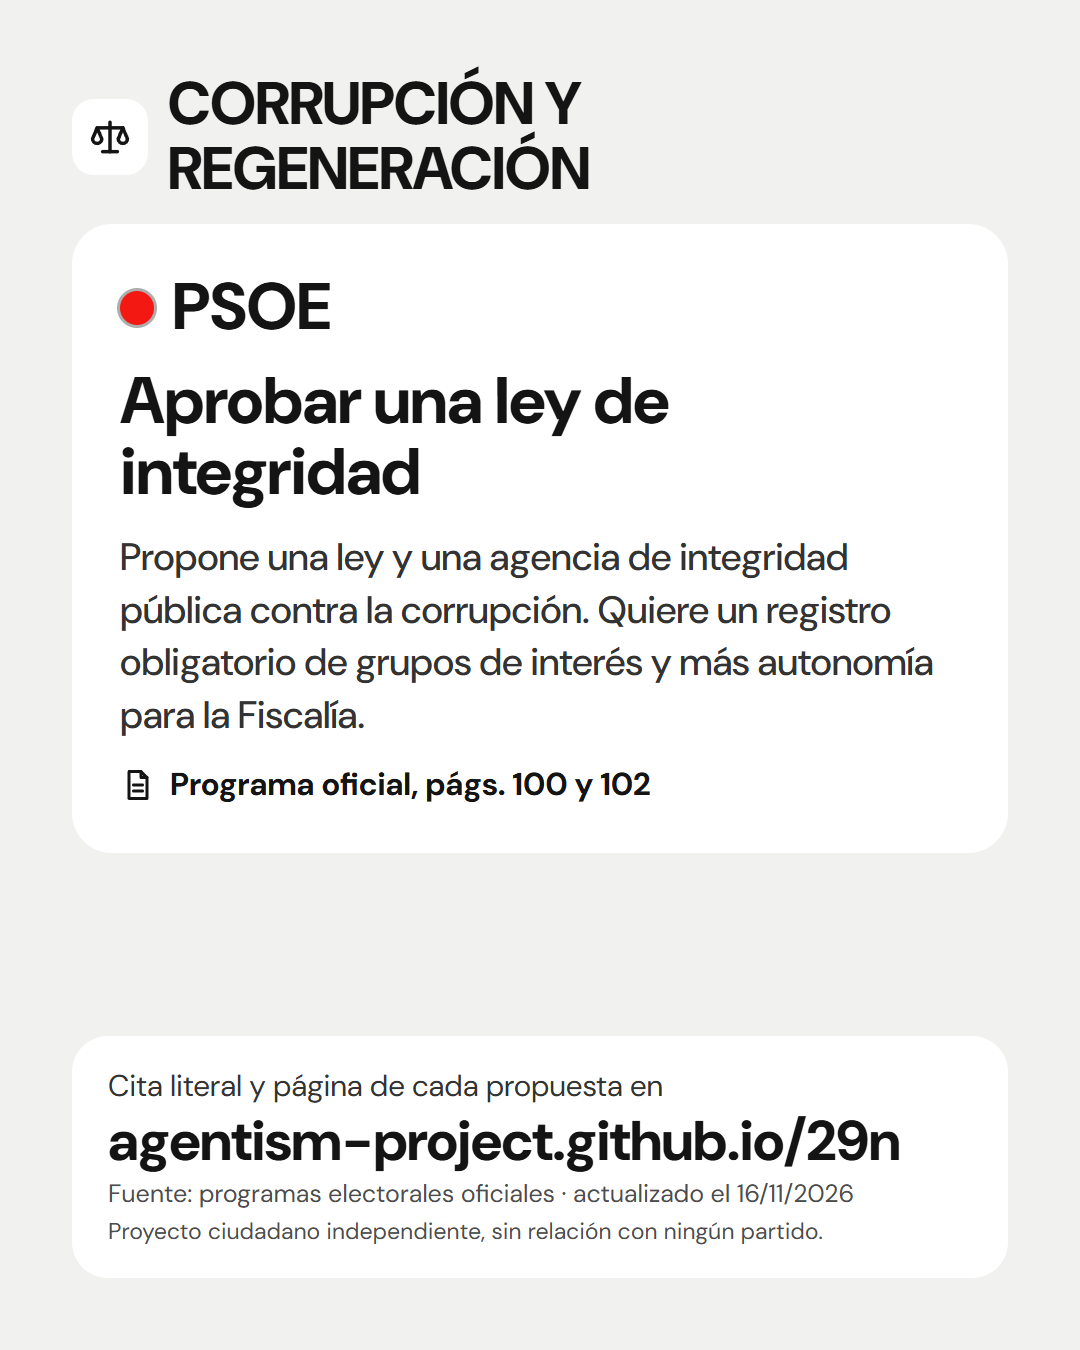 CORRUPCIÓN Y
REGENERACIÓN
PSOE
Aprobar una ley de
integridad
Propone una ley y una agencia de integridad
pública contra la corrupción. Quiere un registro
obligatorio de grupos de interés y más autonomía
para la Fiscalía.
Programa oficial, págs. 100 y 102
Cita literal y página de cada propuesta en
agentism-project.github.io/29n
Fuente: programas electorales oficiales · actualizado el 16/11/2026
Proyecto ciudadano independiente, sin relación con ningún partido.